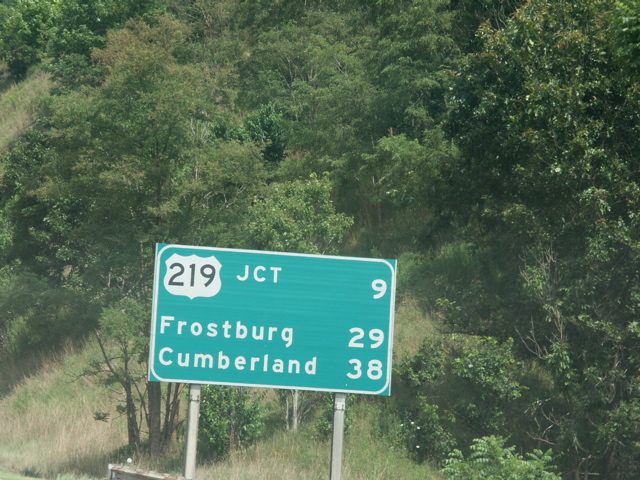 219 JCT 9
Frostburg 29
Cumberland 38